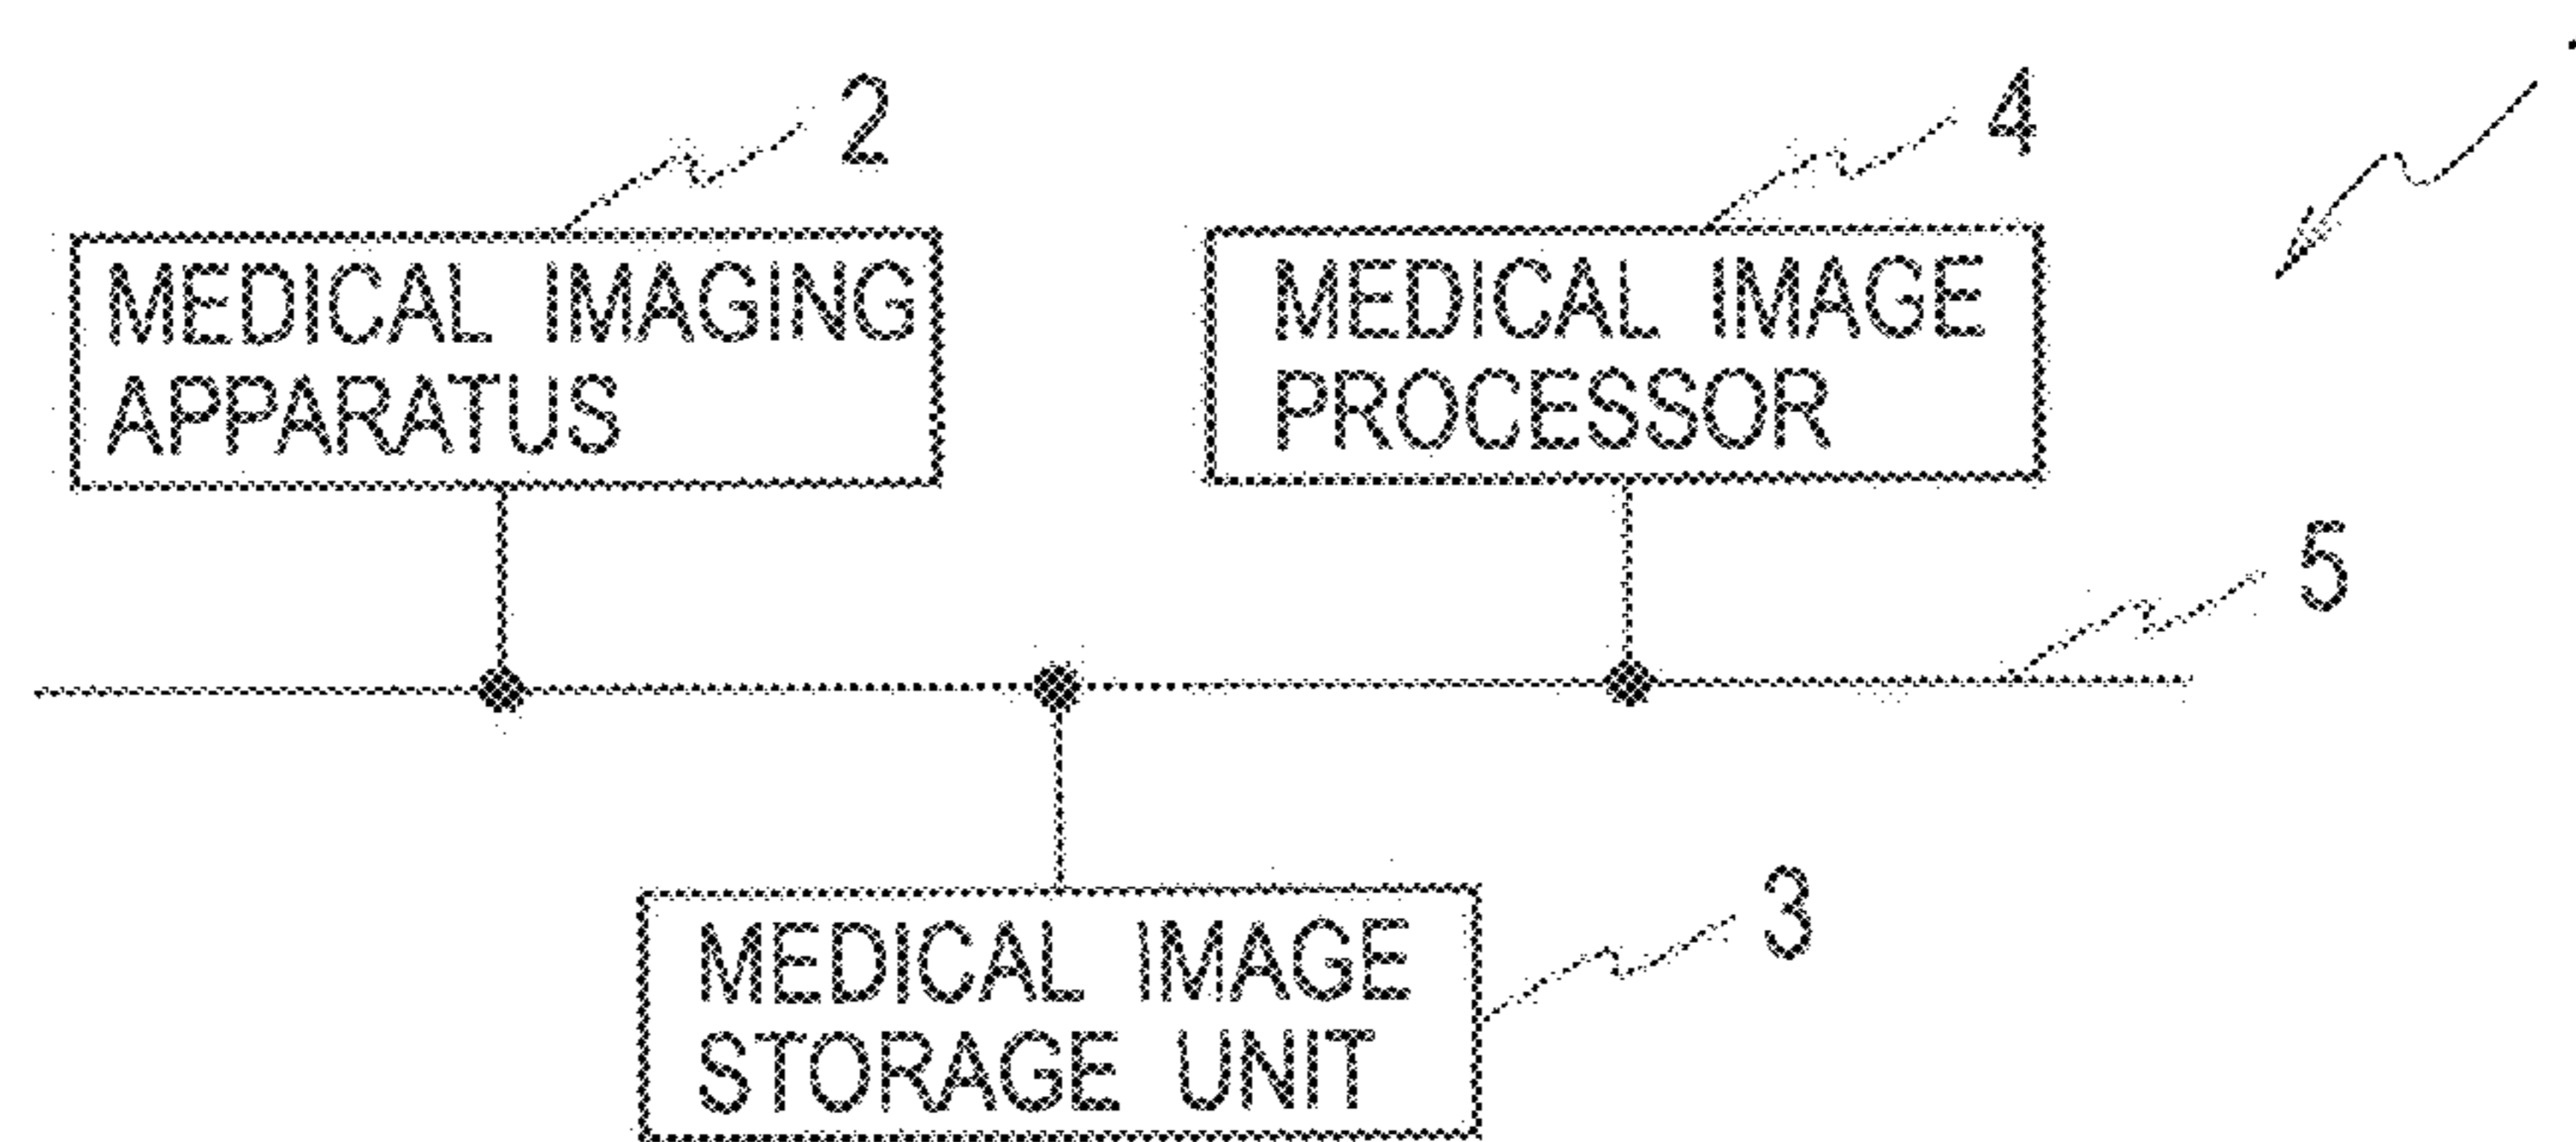 2
4
MEDICAL IMAGING
APPARATUS
MEDICAL IMAGE
PROCESSOR
5
3
MEDICAL IMAGE
STORAGE UNIT